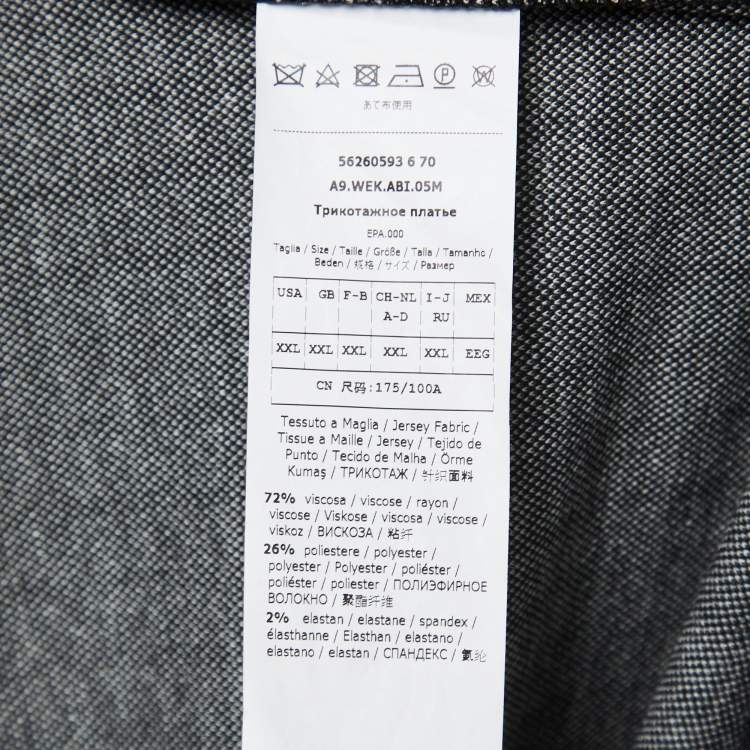 あて布使用
56260593 6 70
A9.WEK.ABI.05M
Трикотажное платье
EPA.000
Taglia / Size / Taille / Größe / Talla / Tamanho /
Beden / 规格 / サイズ / Размер
USA GB F-B CH-NL I-J MEX
A-D RU
XXL XXL XXL XXL XXL EEG
CN 尺码:175/100A
Tessuto a Maglia / Jersey Fabric /
Tissue a Maille / Jersey / Tejido de
Punto / Tecido de Malha / Örme
Kumaş / ТРИКОТАЖ / 针织面料
72% viscosa / viscose / rayon /
viscose / Viskose / viscosa / viscose /
viskoz / ВИСКОЗА / 粘纤
26% poliestere / polyester /
polyester / Polyester / poliéster /
poliéster / poliester / ПОЛИЭФИРНОЕ
ВОЛОКНО / 聚酯纤维
2% elastan / elastane / spandex /
élasthanne / Elasthan / elastano /
elastano / elastan / СПАНДЕКС / 氨纶